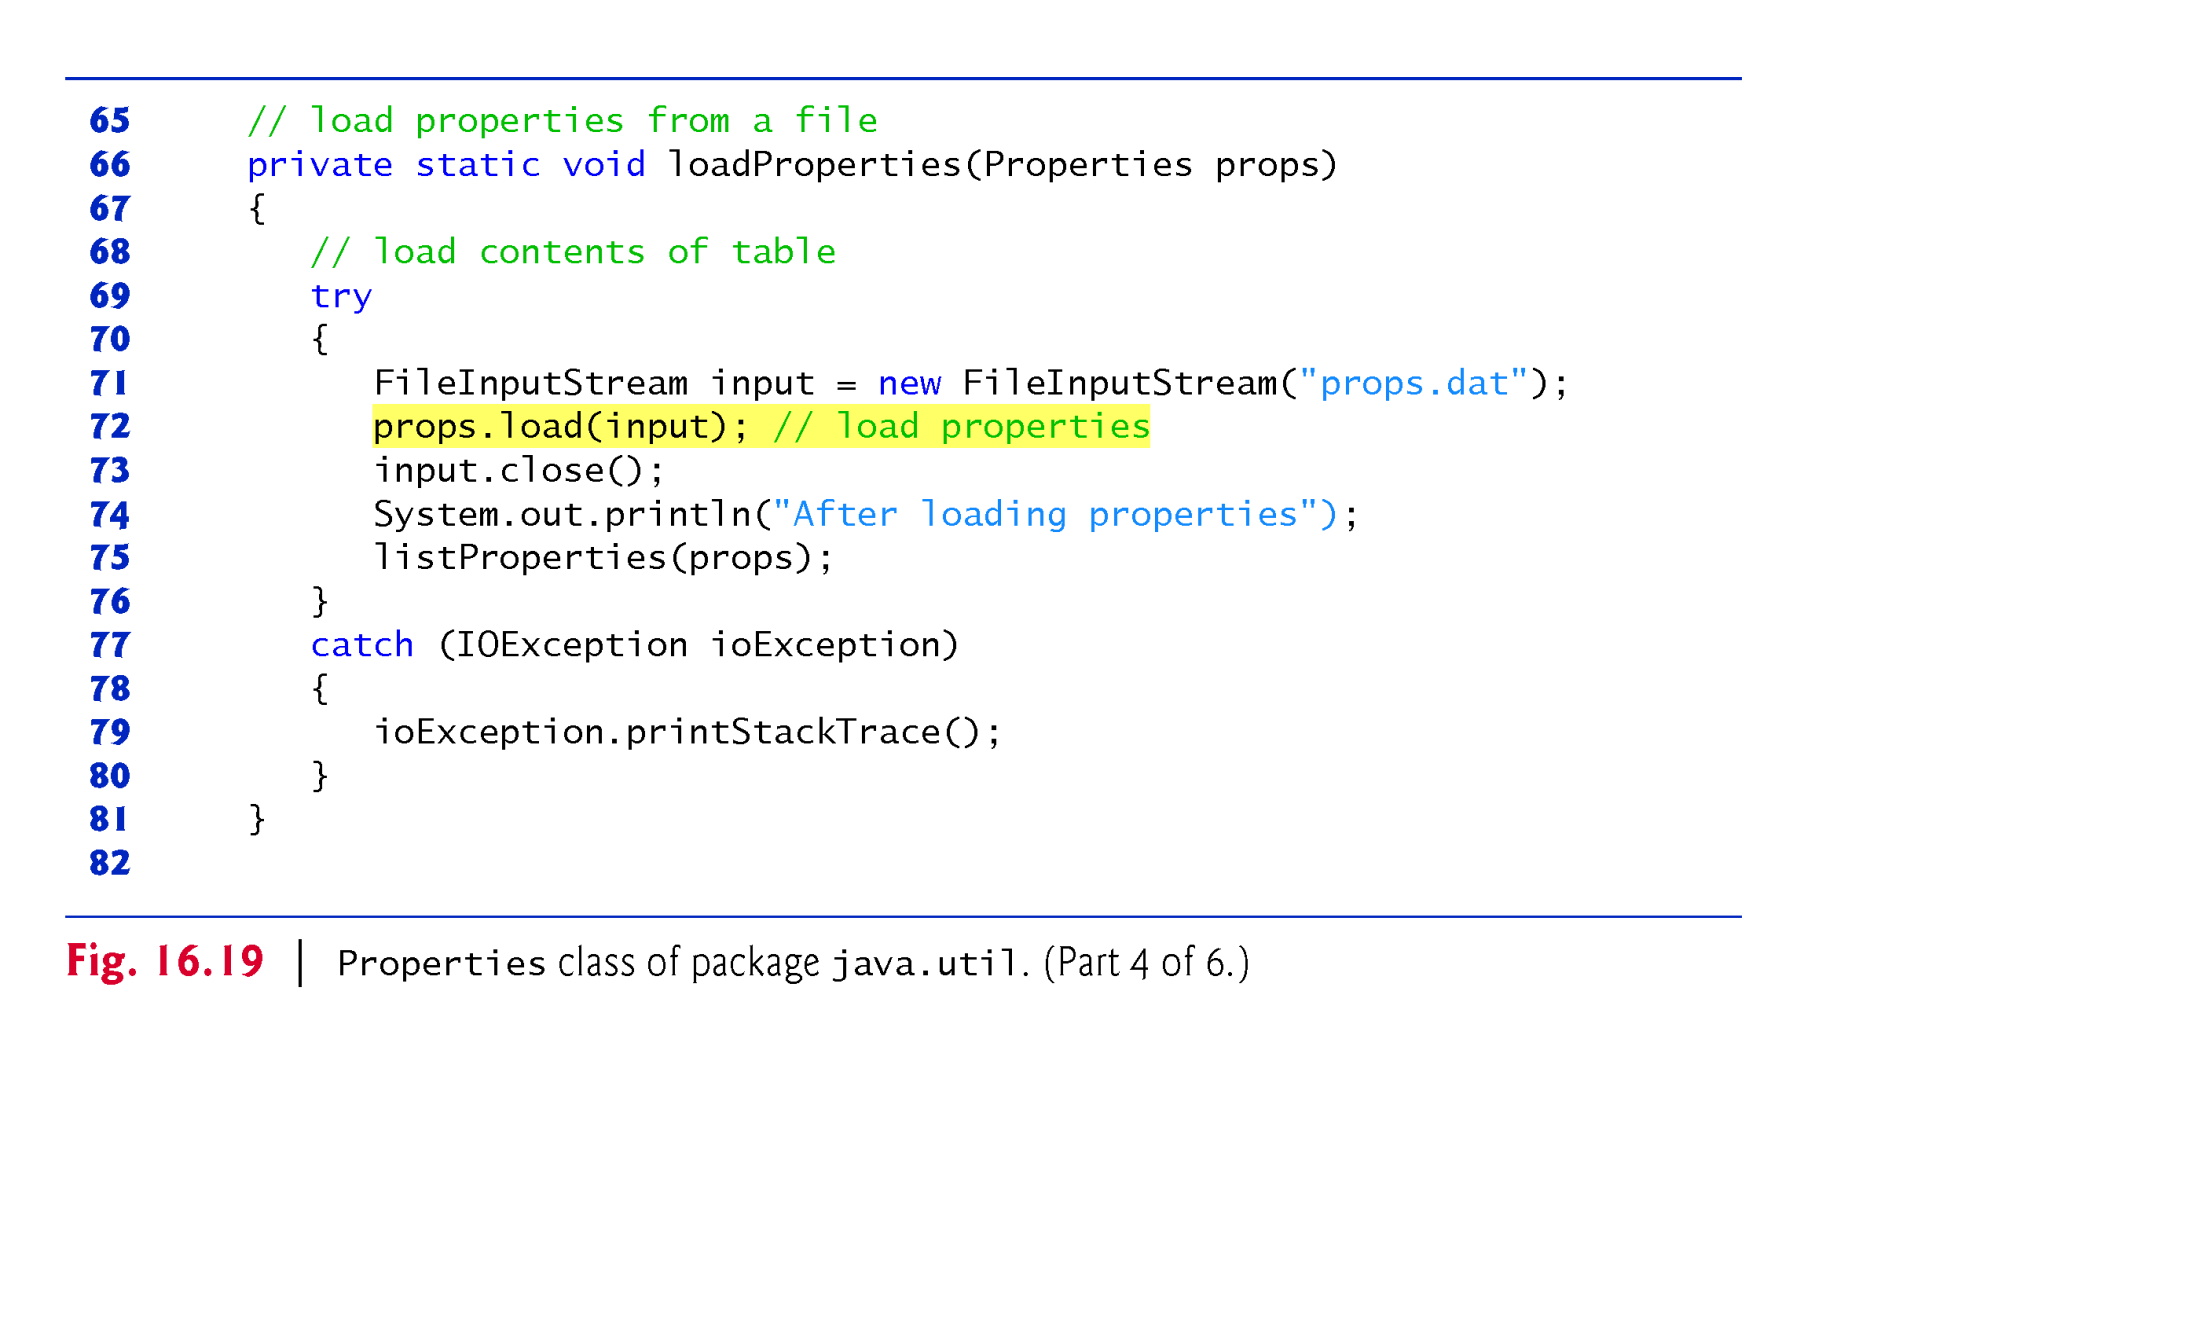 65 // load properties from a file
66 private static void loadProperties(Properties props)
67 {
68 // load contents of table
69 try
70 {
71 FileInputStream input = new FileInputStream("props.dat");
72 props.load(input); // load properties
73 input.close();
74 System.out.println("After loading properties");
75 listProperties(props);
76 }
77 catch (IOException ioException)
78 {
79 ioException.printStackTrace();
80 }
81 }
82
Fig. 16.19 | Properties class of package java.util. (Part 4 of 6.)